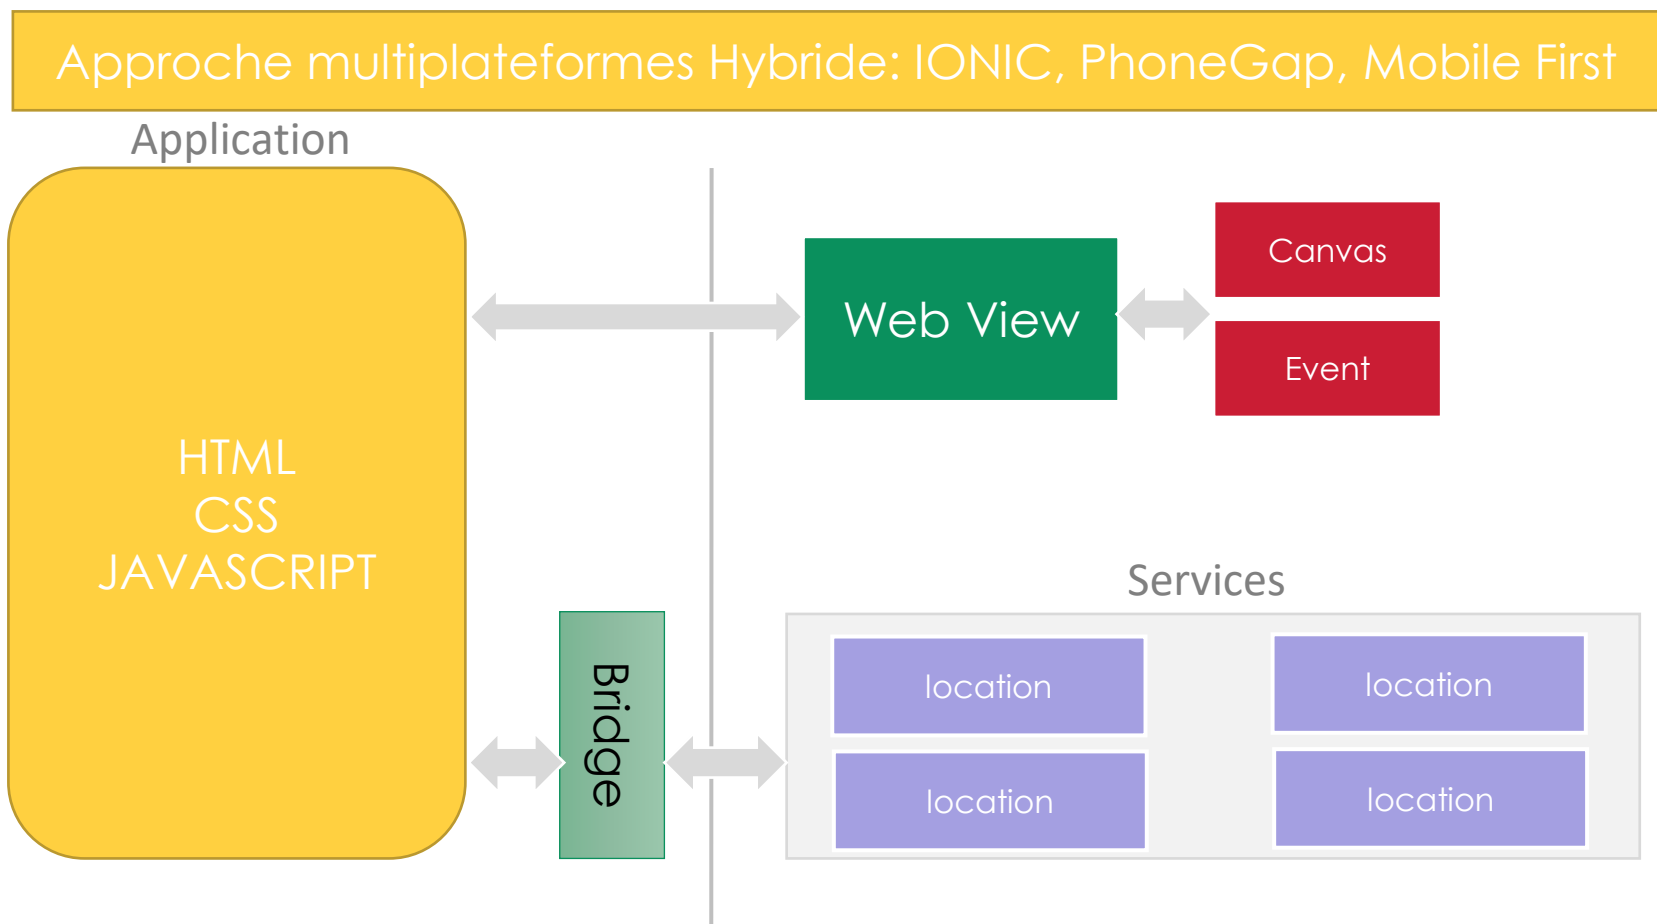 Approche multiplateformes Hybride: IONIC, PhoneGap, Mobile First
Application
HTML
CSS
JAVASCRIPT
Web View
Canvas
Event
Bridge
Services
location
location
location
location